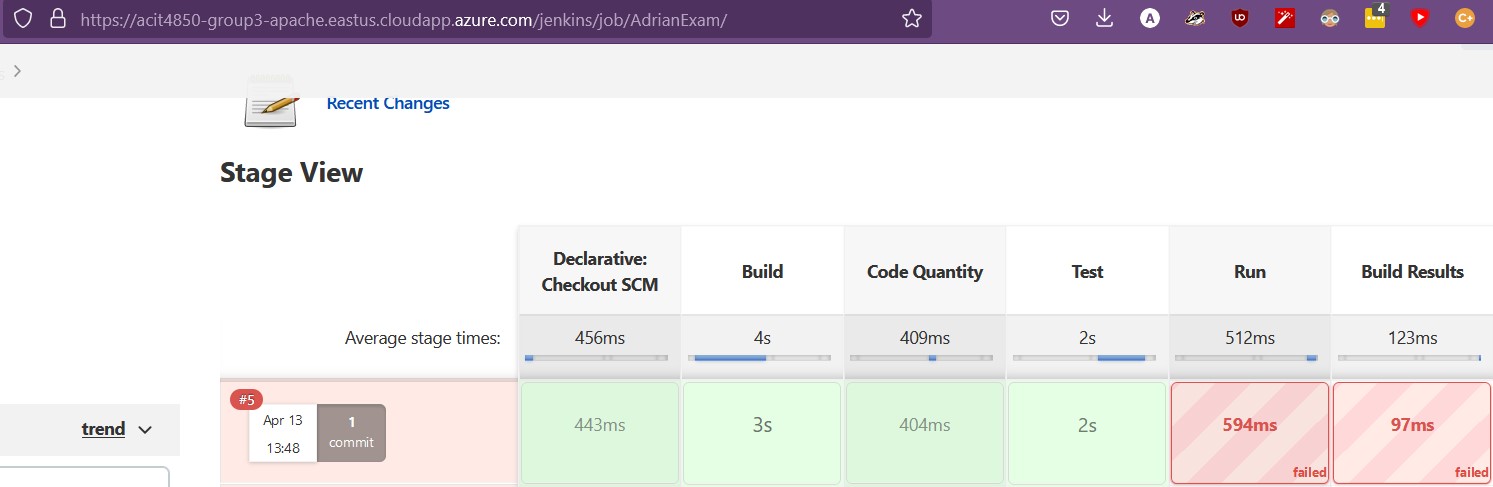 https://acit4850-group3-apache.eastus.cloudapp.azure.com/jenkins/job/AdrianExam/
A
UD
4
C+
Recent Changes
Stage View
Declarative:
Checkout SCM
Build
Code Quantity
Test
Run
Build Results
Average stage times:
456ms
4s
409ms
2s
512ms
123ms
#5
Apr 13
13:48
1
commit
443ms
3s
404ms
2s
594ms
failed
97ms
failed
trend